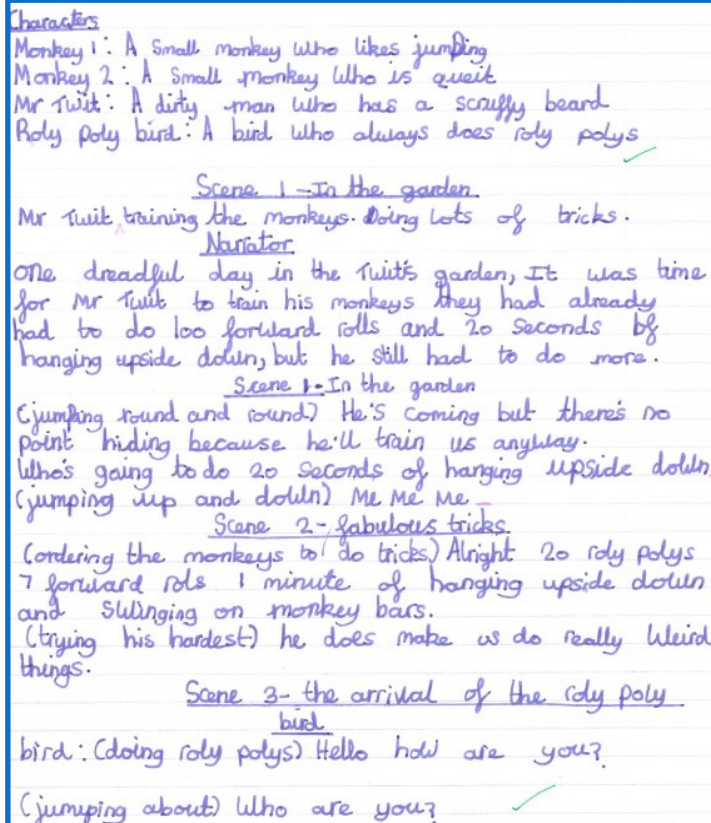 Characters
Monkey 1: A small monkey who likes jumping
Monkey 2: A small monkey who is queit
Mr Twit: A dirty man who has a scruffy beard
Roly poly bird: A bird who always does roly polys
Scene 1 - In the garden
Mr Twit training the monkeys. Doing lots of tricks.
Narrator
One dreadful day in the Twit's garden, It was time
for Mr Twit to train his monkeys they had already
had to do 100 forward rolls and 20 seconds of
hanging upside down, but he still had to do more.
Scene 1 - In the garden
(jumping round and round) He's coming but there's no
point hiding because he'll train us anyway.
Who's going to do 20 seconds of hanging upside down
(jumping up and down) Me Me Me
Scene 2 - fabulous tricks
(ordering the monkeys to do tricks) Alright 20 roly polys
7 forward rols 1 minute of hanging upside down
and swinging on monkey bars.
(trying his hardest) he does make us do really weird
things.
Scene 3 - the arrival of the roly poly
bird
bird: (doing roly polys) Hello how are you?
(jumuping about) Who are you?